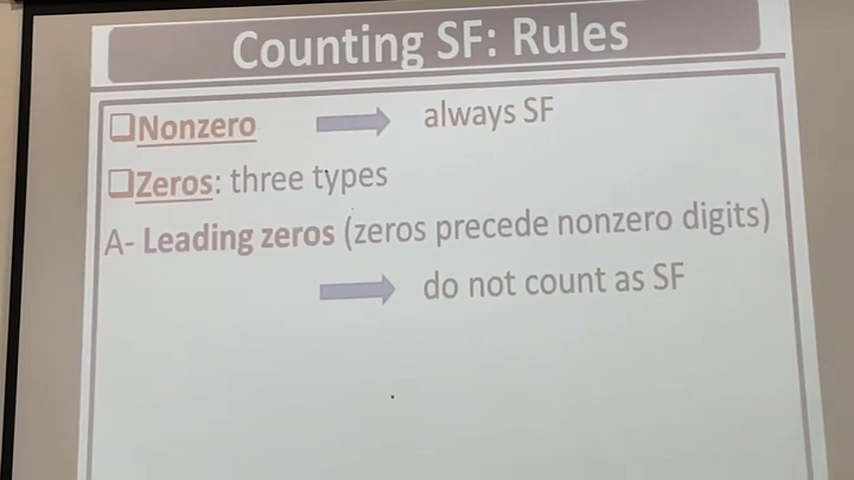 Counting SF: Rules
❑Nonzero → always SF
❑Zeros: three types
A- Leading zeros (zeros precede nonzero digits)
→ do not count as SF